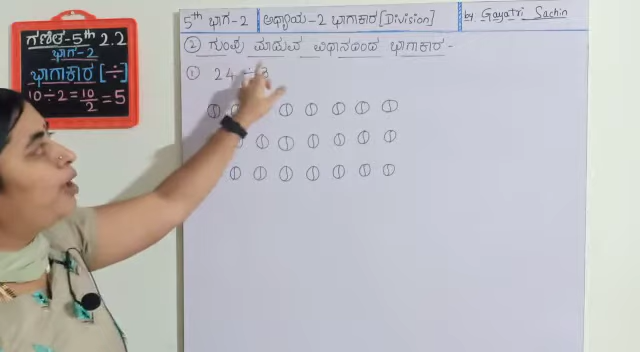 ಗಣಿತ-5th 2.2
ಭಾಗ-2
ಭಾಗಾಕಾರ [÷]
10÷2=10/2=5
5th ಭಾಗ-2 ಅಧ್ಯಾಯ-2 ಭಾಗಾಕಾರ [Division] by Gayatri Sachin
② ಗುಂಪು ಮಾಡುವ ವಿಧಾನದಿಂದ ಭಾಗಾಕಾರ -
① 24 ÷ 3